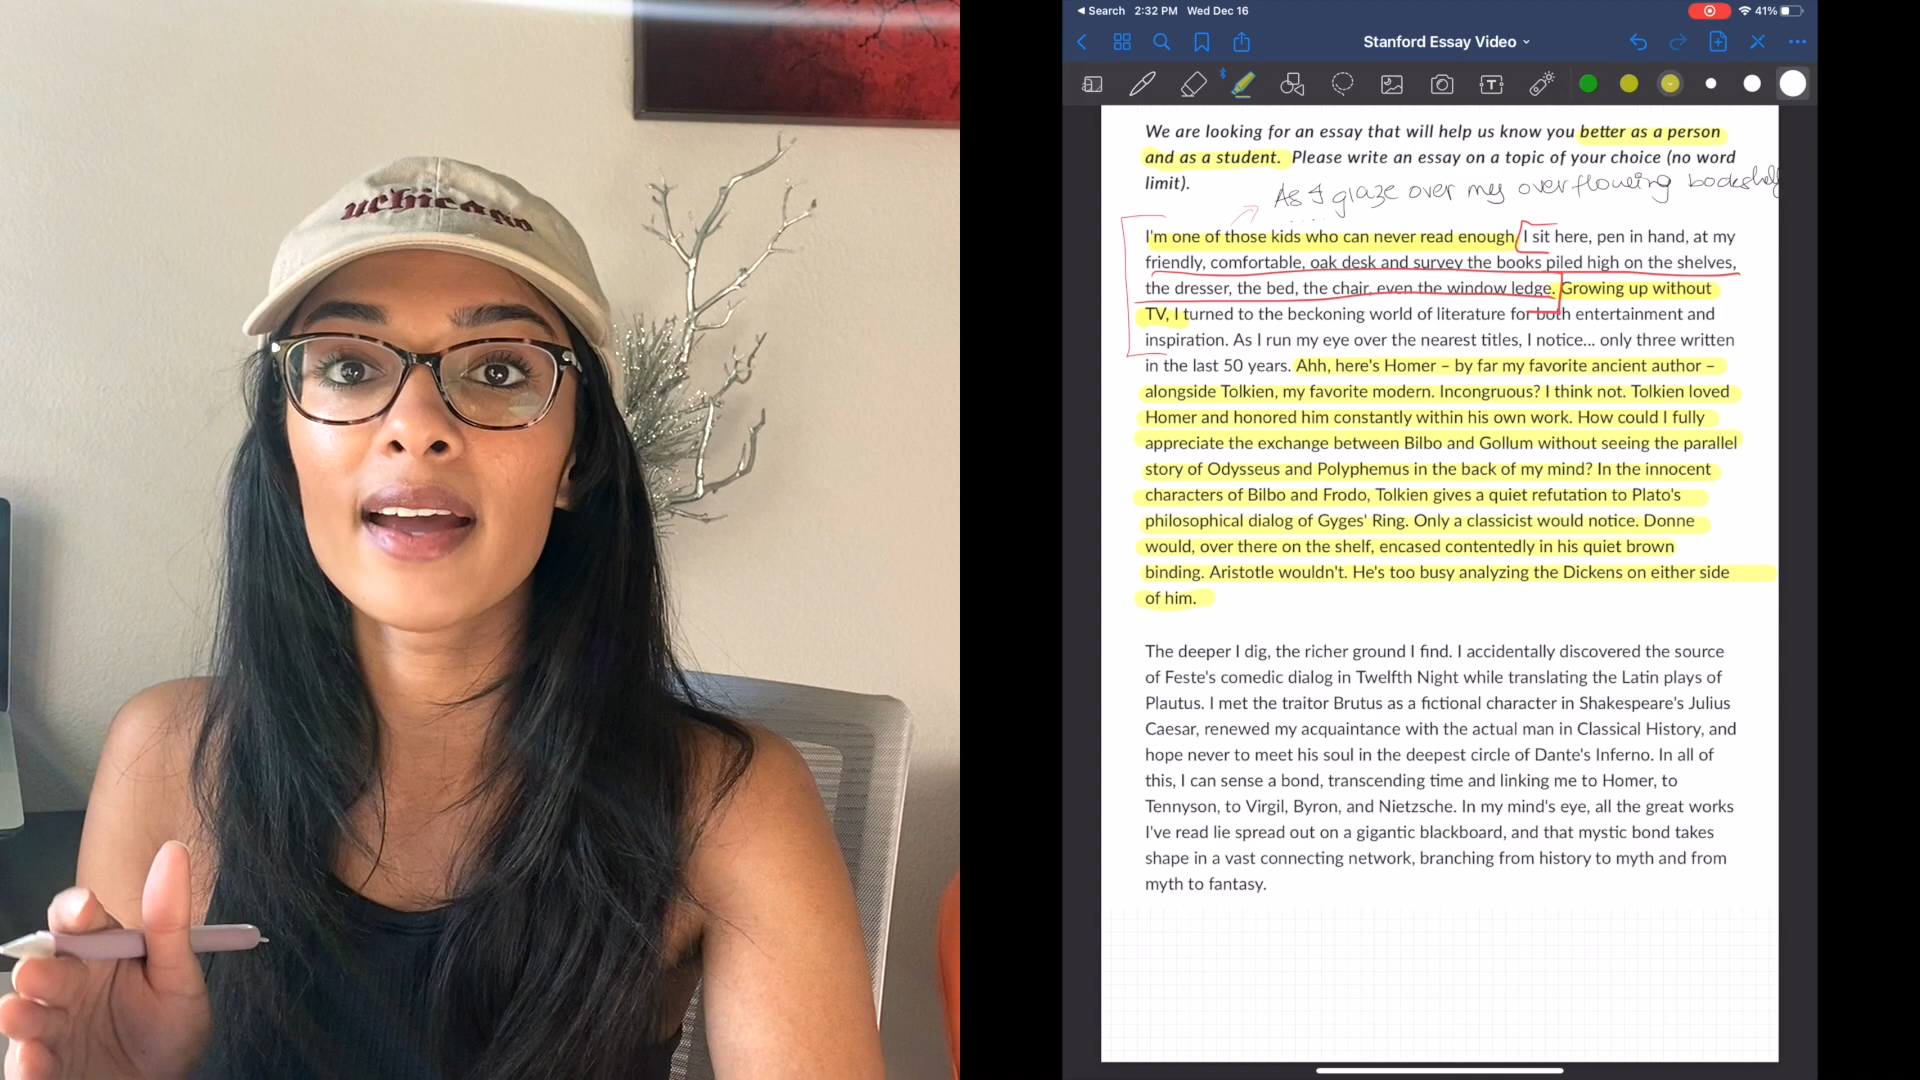 uchicago
Search 2:32 PM Wed Dec 16 41%
Stanford Essay Video
We are looking for an essay that will help us know you better as a person
and as a student. Please write an essay on a topic of your choice (no word
limit).
As I glaze over my overflowing bookshelf
....
I'm one of those kids who can never read enough. I sit here, pen in hand, at my
friendly, comfortable, oak desk and survey the books piled high on the shelves,
the dresser, the bed, the chair, even the window ledge. Growing up without
TV, I turned to the beckoning world of literature for both entertainment and
inspiration. As I run my eye over the nearest titles, I notice... only three written
in the last 50 years. Ahh, here's Homer – by far my favorite ancient author –
alongside Tolkien, my favorite modern. Incongruous? I think not. Tolkien loved
Homer and honored him constantly within his own work. How could I fully
appreciate the exchange between Bilbo and Gollum without seeing the parallel
story of Odysseus and Polyphemus in the back of my mind? In the innocent
characters of Bilbo and Frodo, Tolkien gives a quiet refutation to Plato's
philosophical dialog of Gyges' Ring. Only a classicist would notice. Donne
would, over there on the shelf, encased contentedly in his quiet brown
binding. Aristotle wouldn't. He's too busy analyzing the Dickens on either side
of him.
The deeper I dig, the richer ground I find. I accidentally discovered the source
of Feste's comedic dialog in Twelfth Night while translating the Latin plays of
Plautus. I met the traitor Brutus as a fictional character in Shakespeare's Julius
Caesar, renewed my acquaintance with the actual man in Classical History, and
hope never to meet his soul in the deepest circle of Dante's Inferno. In all of
this, I can sense a bond, transcending time and linking me to Homer, to
Tennyson, to Virgil, Byron, and Nietzsche. In my mind's eye, all the great works
I've read lie spread out on a gigantic blackboard, and that mystic bond takes
shape in a vast connecting network, branching from history to myth and from
myth to fantasy.